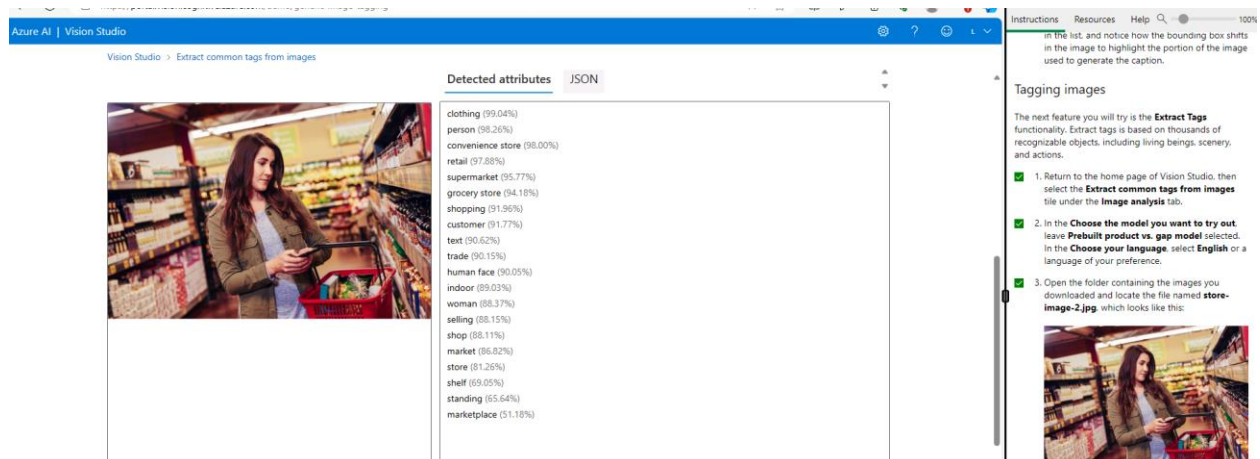 Azure AI | Vision Studio
Vision Studio > Extract common tags from images
Detected attributes JSON
clothing (99.04%)
person (98.26%)
convenience store (98.00%)
retail (97.88%)
supermarket (95.77%)
grocery store (94.18%)
shopping (91.96%)
customer (91.77%)
text (90.62%)
trade (90.15%)
human face (90.05%)
indoor (89.03%)
woman (88.37%)
selling (88.15%)
shop (88.11%)
market (86.82%)
store (81.26%)
shelf (69.05%)
standing (65.64%)
marketplace (51.18%)
Instructions Resources Help 100%
in the list, and notice how the bounding box shifts
in the image to highlight the portion of the image
used to generate the caption.
Tagging images
The next feature you will try is the Extract Tags
functionality. Extract tags is based on thousands of
recognizable objects, including living beings, scenery,
and actions.
1. Return to the home page of Vision Studio, then
select the Extract common tags from images
tile under the Image analysis tab.
2. In the Choose the model you want to try out,
leave Prebuilt product vs. gap model selected.
In the Choose your language, select English or a
language of your preference.
3. Open the folder containing the images you
downloaded and locate the file named store-
image-2.jpg, which looks like this: